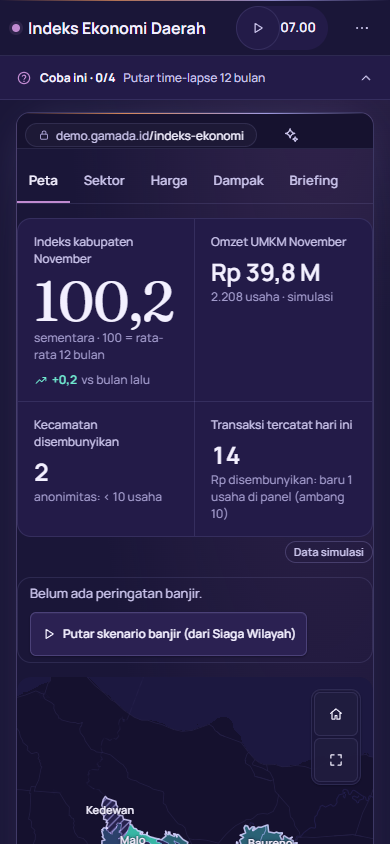 Indeks Ekonomi Daerah
07.00
Coba ini · 0/4 Putar time-lapse 12 bulan
demo.gamada.id/indeks-ekonomi
Peta Sektor Harga Dampak Briefing
Indeks kabupaten
November
100,2
sementara · 100 = rata-
rata 12 bulan
+0,2 vs bulan lalu
Omzet UMKM November
Rp 39,8 M
2.208 usaha · simulasi
Kecamatan
disembunyikan
2
anonimitas: < 10 usaha
Transaksi tercatat hari ini
14
Rp disembunyikan: baru 1
usaha di panel (ambang
10)
Data simulasi
Belum ada peringatan banjir.
Putar skenario banjir (dari Siaga Wilayah)
Kedewan
Malo
Baureno